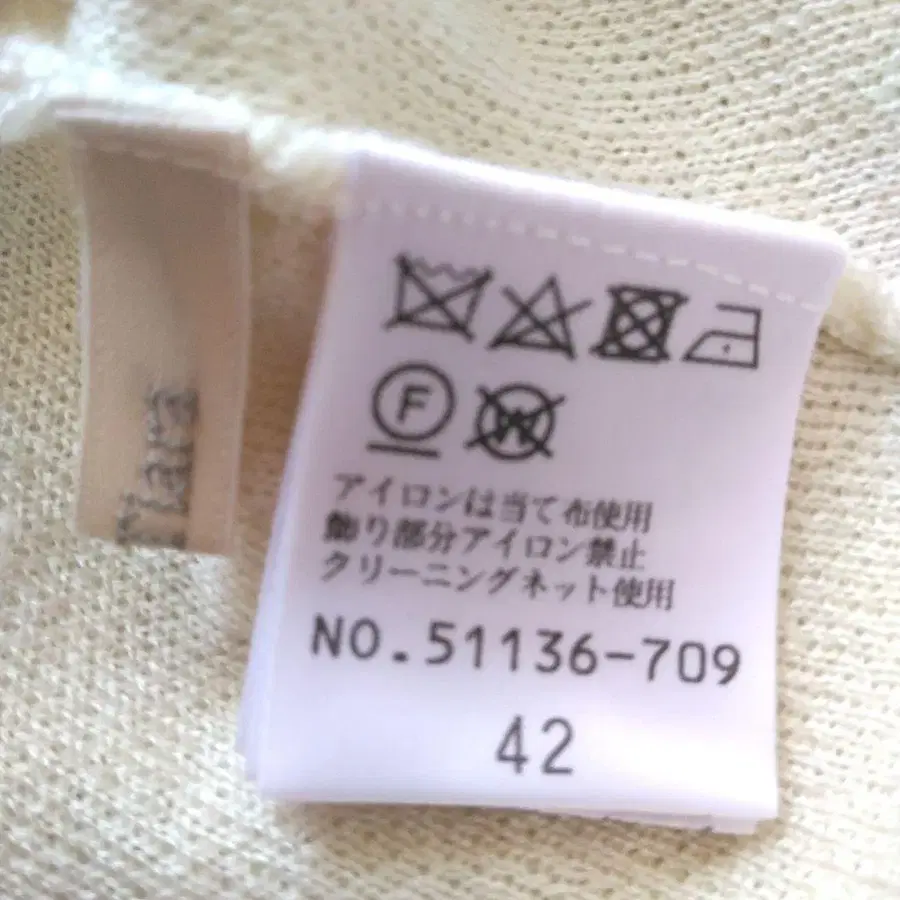 Tiara
F
W
アイロンは当て布使用
飾り部分アイロン禁止
クリーニングネット使用
NO.51136-709
42